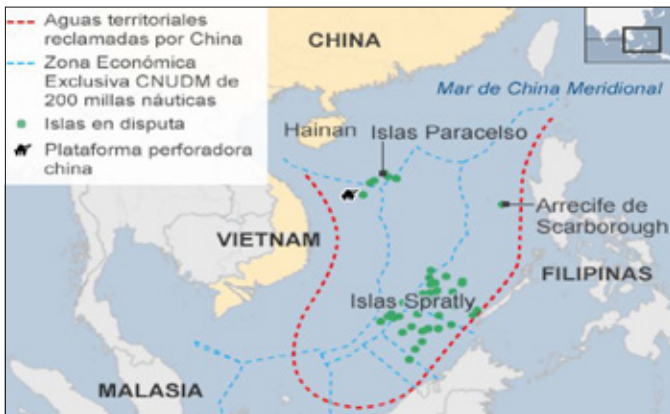 Aguas territoriales
reclamadas por China
Zona Económica
Exclusiva CNUDM de
200 millas náuticas
Islas en disputa
Plataforma perforadora
china
CHINA
Mar de China Meridional
Hainan
Islas Paracelso
VIETNAM
Arrecife de
Scarborough
FILIPINAS
Islas Spratly
MALASIA